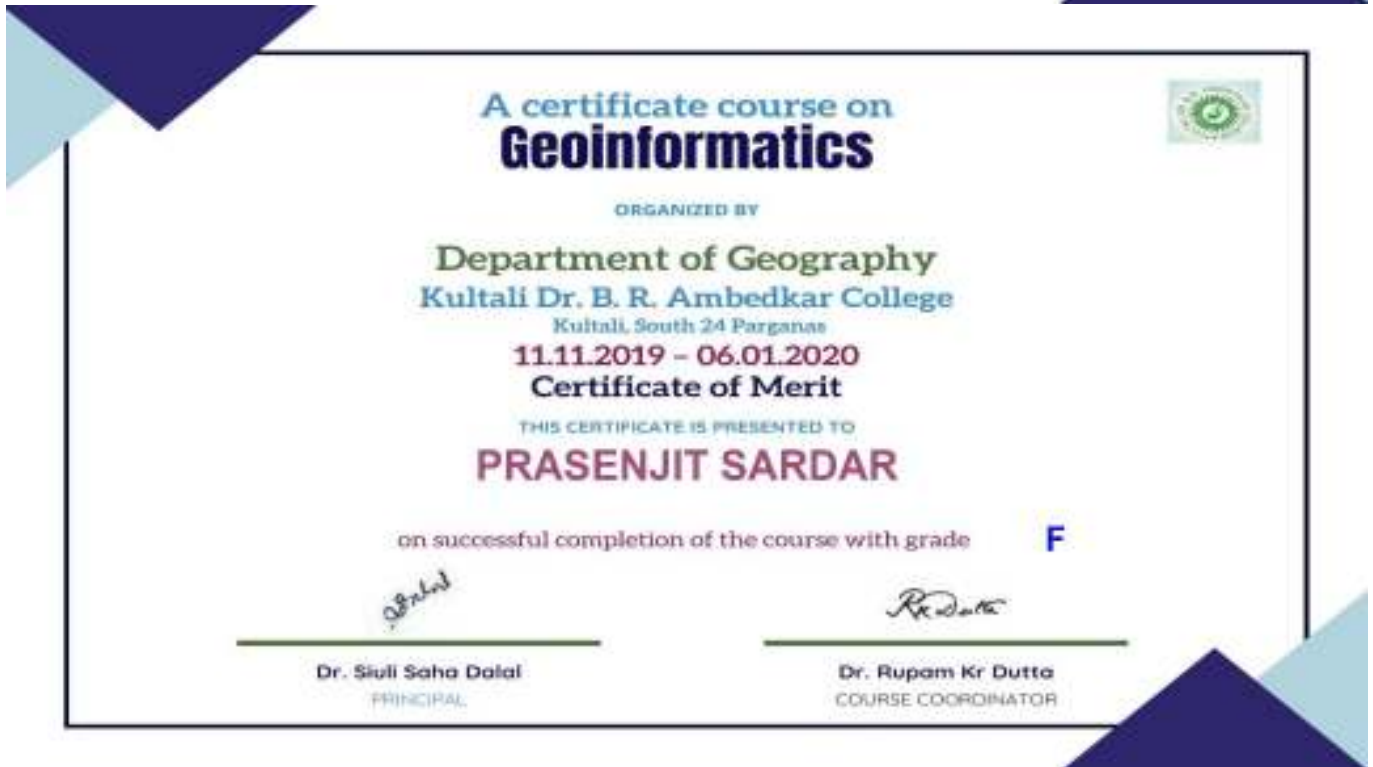 A certificate course on
Geoinformatics
ORGANIZED BY
Department of Geography
Kultali Dr. B. R. Ambedkar College
Kultali, South 24 Parganas
11.11.2019 – 06.01.2020
Certificate of Merit
THIS CERTIFICATE IS PRESENTED TO
PRASENJIT SARDAR
on successful completion of the course with grade F
Dr. Siuli Saha Dalal
Dr. Rupam Kr Dutta
PRINCIPAL
COURSE COORDINATOR